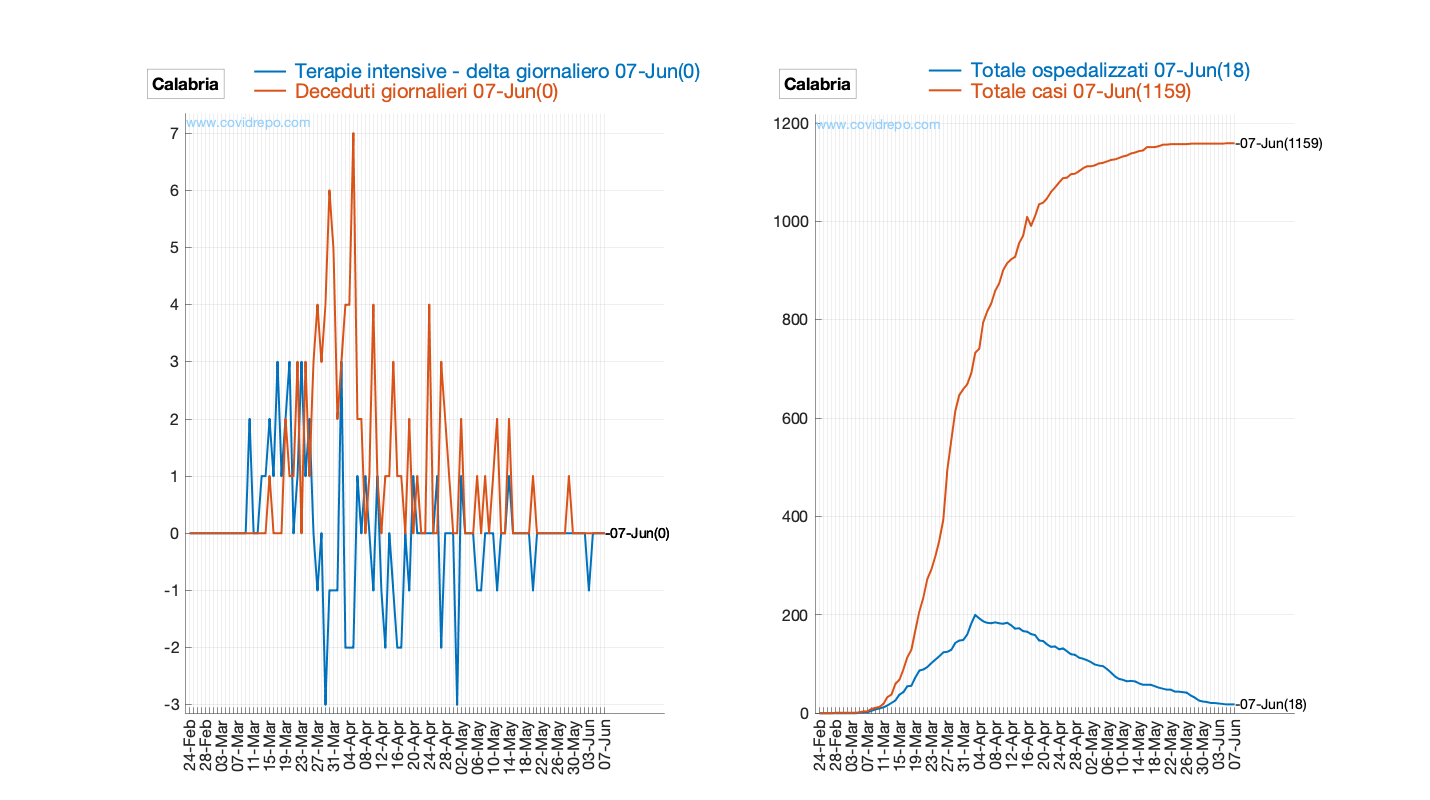 Calabria
Terapie intensive - delta giornaliero 07-Jun(0)
Deceduti giornalieri 07-Jun(0)
www.covidrepo.com
7
6
5
4
3
2
1
0
-1
-2
-3
-07-Jun(0)
24-Feb
28-Feb
03-Mar
07-Mar
11-Mar
15-Mar
19-Mar
23-Mar
27-Mar
31-Mar
04-Apr
08-Apr
12-Apr
16-Apr
20-Apr
24-Apr
28-Apr
02-May
06-May
10-May
14-May
18-May
22-May
26-May
30-May
03-Jun
07-Jun
Calabria
Totale ospedalizzati 07-Jun(18)
Totale casi 07-Jun(1159)
www.covidrepo.com
1200
1000
800
600
400
200
0
-07-Jun(1159)
-07-Jun(18)
24-Feb
28-Feb
03-Mar
07-Mar
11-Mar
15-Mar
19-Mar
23-Mar
27-Mar
31-Mar
04-Apr
08-Apr
12-Apr
16-Apr
20-Apr
24-Apr
28-Apr
02-May
06-May
10-May
14-May
18-May
22-May
26-May
30-May
03-Jun
07-Jun